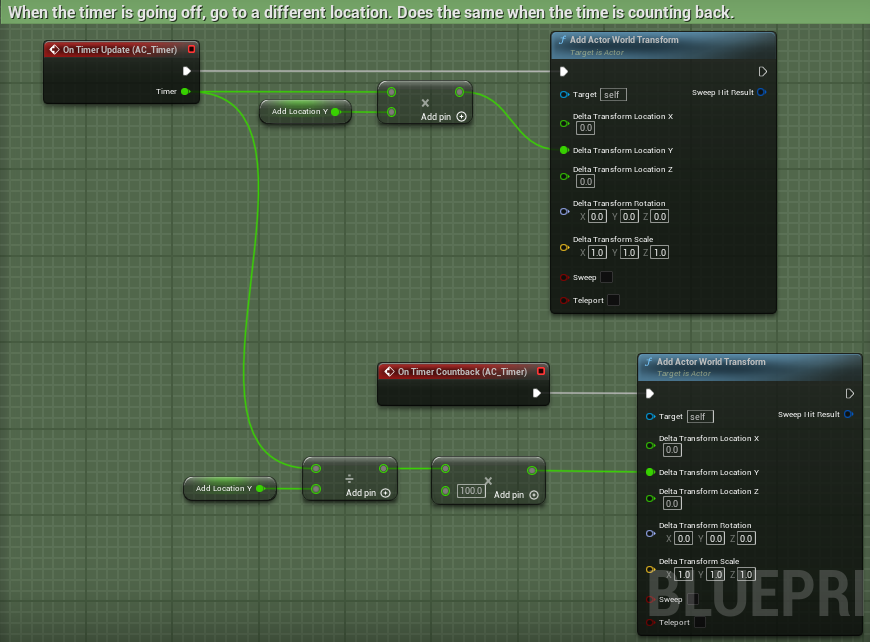 When the timer is going off, go to a different location. Does the same when the time is counting back.
On Timer Update (AC_Timer)
Timer
Add Location Y
×
Add pin
f Add Actor World Transform
Target is Actor
Target self
Sweep Hit Result
Delta Transform Location X
0.0
Delta Transform Location Y
Delta Transform Location Z
0.0
Delta Transform Rotation
X 0.0 Y 0.0 Z 0.0
Delta Transform Scale
X 1.0 Y 1.0 Z 1.0
Sweep
Teleport
On Timer Countback (AC_Timer)
Add Location Y
÷
Add pin
×
100.0
Add pin
f Add Actor World Transform
Target is Actor
Target self
Sweep Hit Result
Delta Transform Location X
0.0
Delta Transform Location Y
Delta Transform Location Z
0.0
Delta Transform Rotation
X 0.0 Y 0.0 Z 0.0
Delta Transform Scale
X 1.0 Y 1.0 Z 1.0
Sweep
Teleport
BLUEPRI